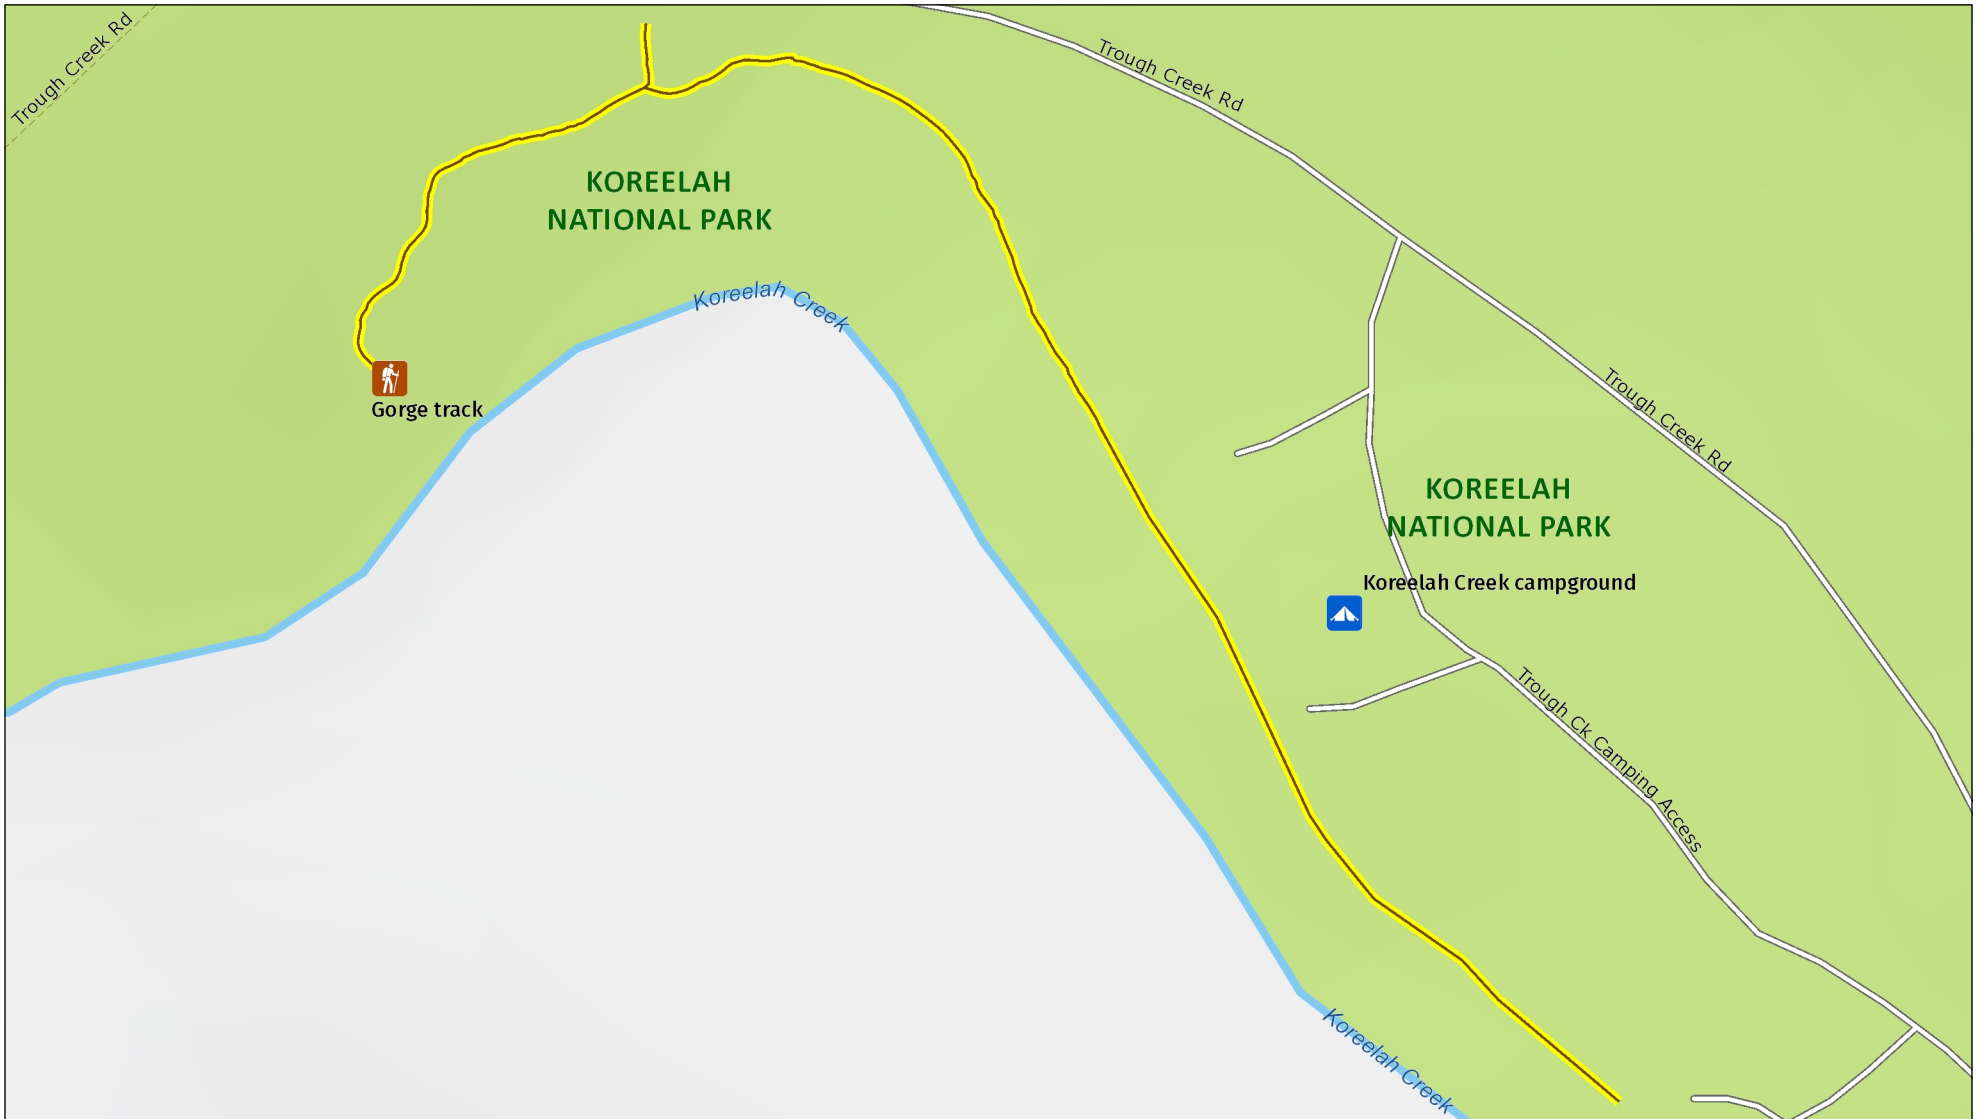 Trough Creek Rd
Trough Creek Rd
KOREELAH
NATIONAL PARK
Koreelah Creek
Gorge track
Trough Creek Rd
KOREELAH
NATIONAL PARK
Koreelah Creek campground
Trough Ck Camping Access
Koreelah Creek